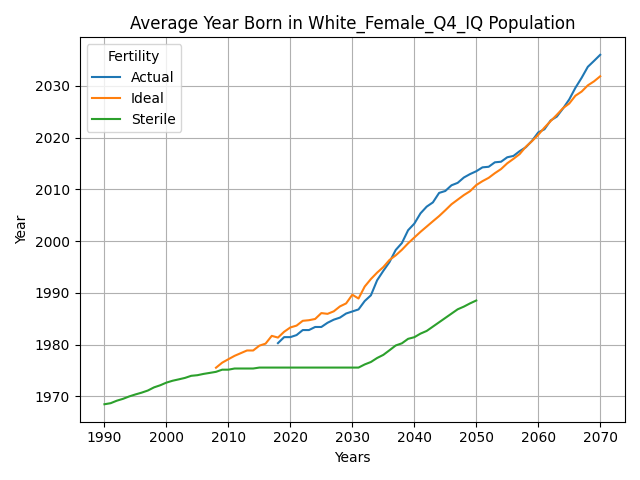 Average Year Born in White_Female_Q4_IQ Population
Fertility
Actual
Ideal
Sterile
Year
2030
2020
2010
2000
1990
1980
1970
1990 2000 2010 2020 2030 2040 2050 2060 2070
Years